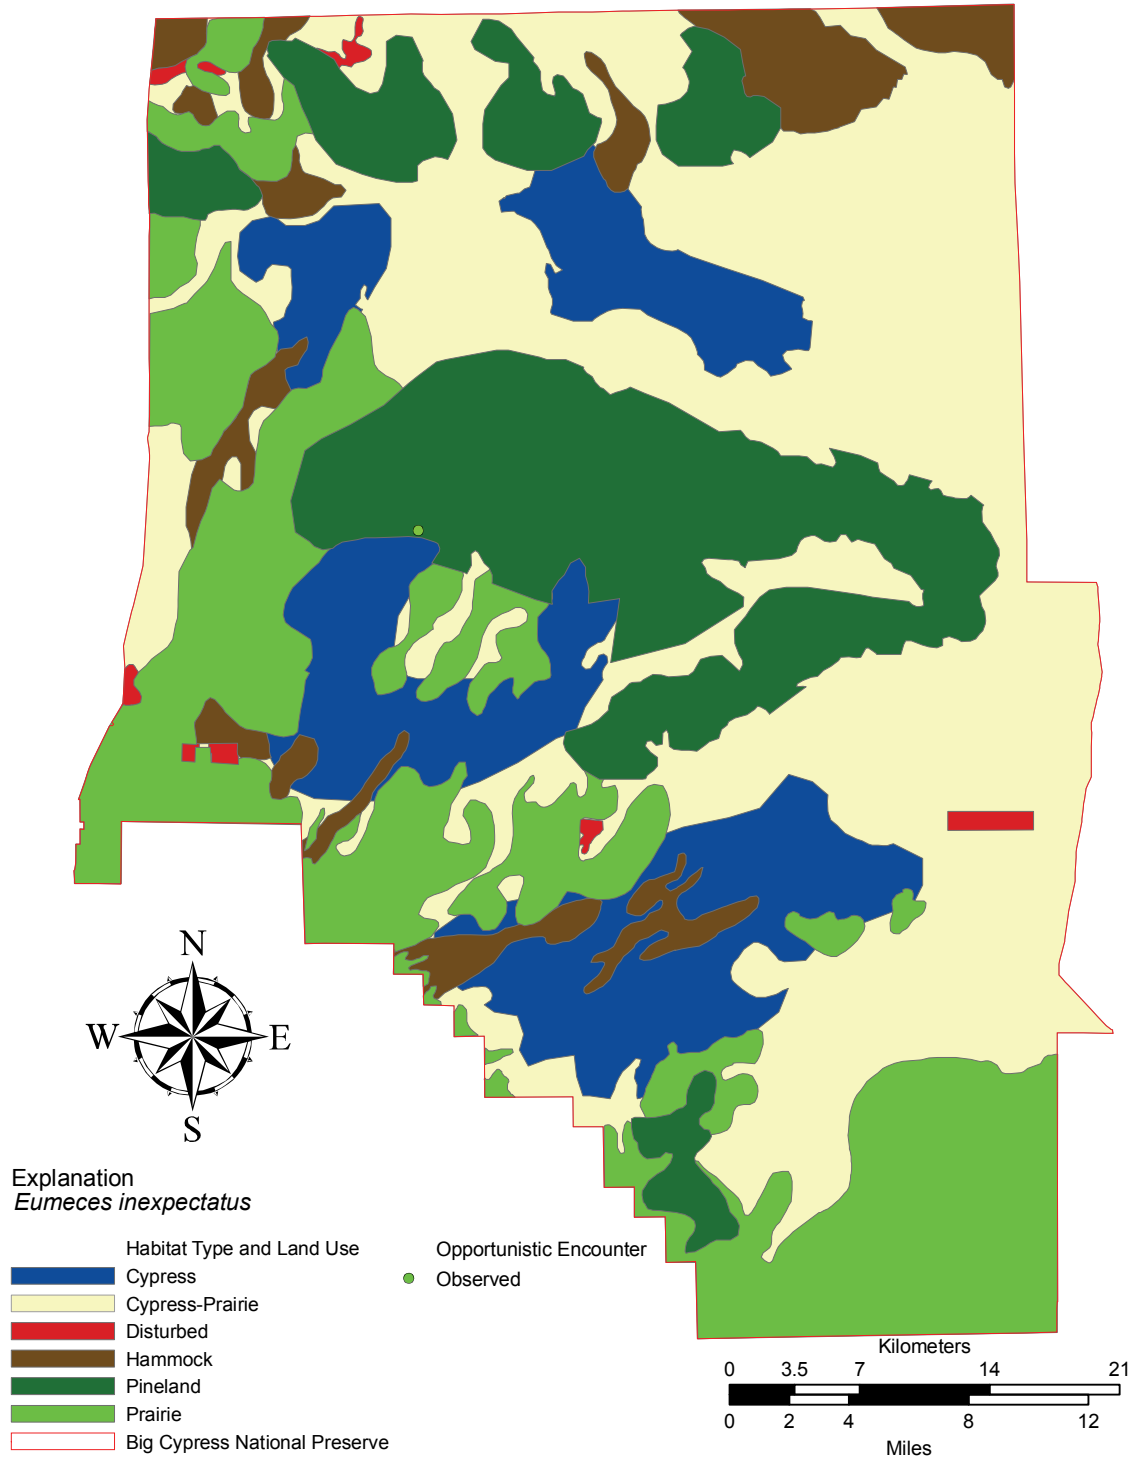 N
W E
S
Explanation
Eumeces inexpectatus
Habitat Type and Land Use
Cypress
Cypress-Prairie
Disturbed
Hammock
Pineland
Prairie
Big Cypress National Preserve
Opportunistic Encounter
Observed
Kilometers
0 3.5 7 14 21
0 2 4 8 12
Miles